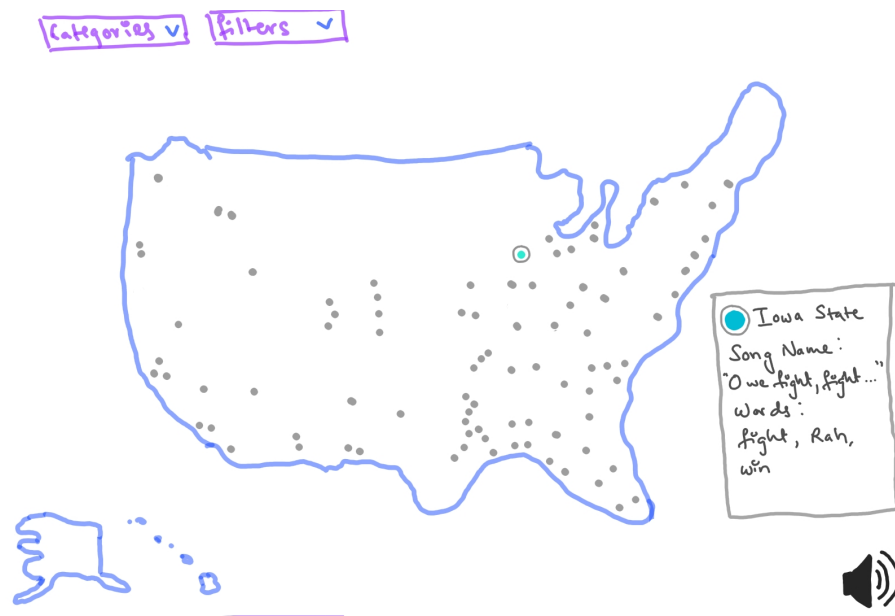 Categories
filters
Iowa State
Song Name:
"O we fight, fight..."
Words:
fight, Rah,
win